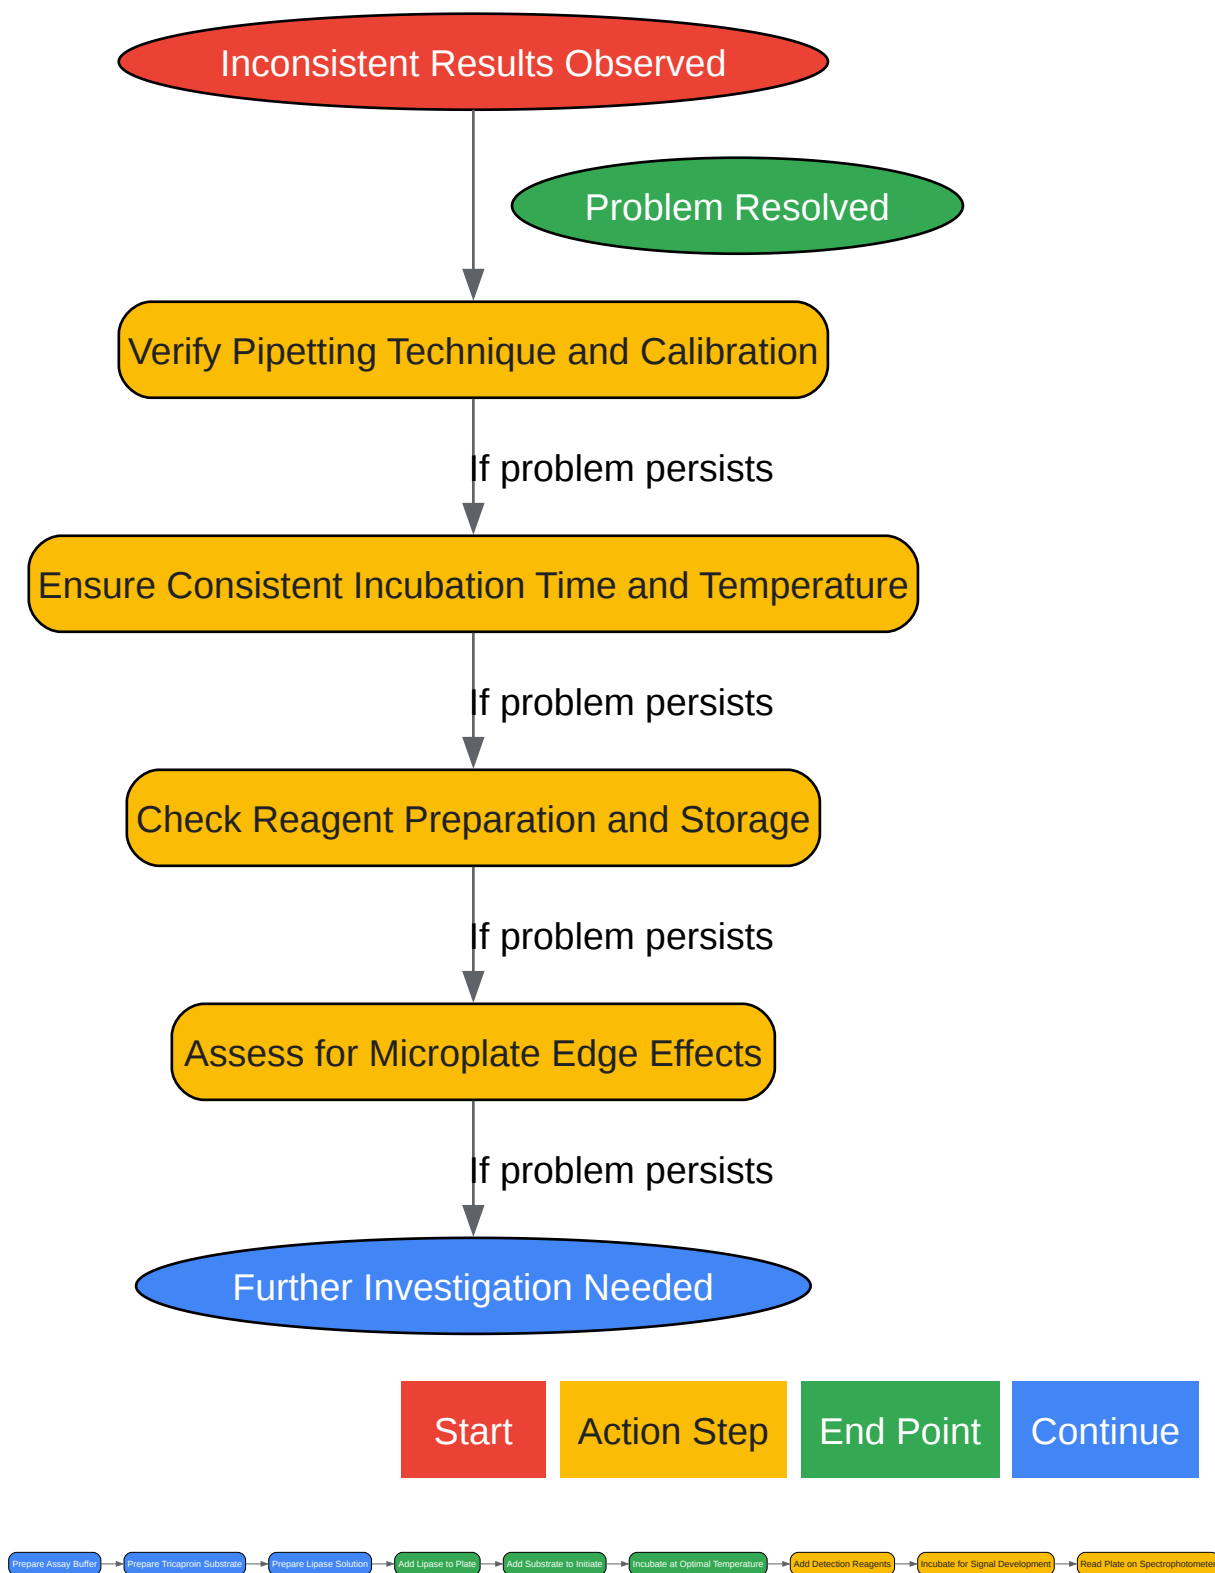 Inconsistent Results Observed
Problem Resolved
Verify Pipetting Technique and Calibration
If problem persists
Ensure Consistent Incubation Time and Temperature
If problem persists
Check Reagent Preparation and Storage
If problem persists
Assess for Microplate Edge Effects
If problem persists
Further Investigation Needed
Start
Action Step
End Point
Continue
Prepare Assay Buffer
Prepare Tricaproin Substrate
Prepare Lipase Solution
Add Lipase to Plate
Add Substrate to Initiate
Incubate at Optimal Temperature
Add Detection Reagents
Incubate for Signal Development
Read Plate on Spectrophotometer